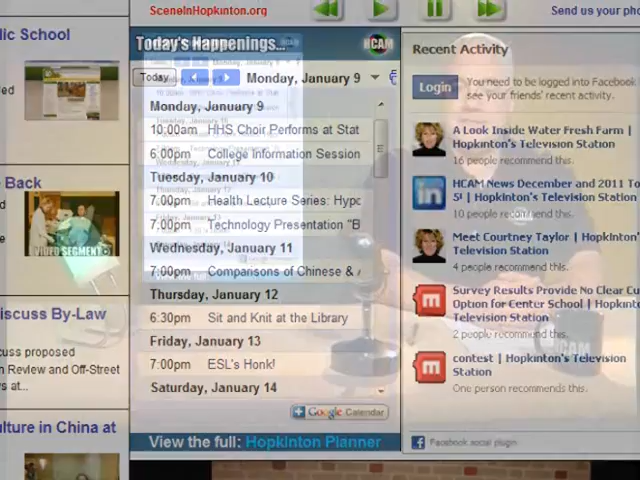 SceneInHopkinton.org
Send us your pho
lic School
Today's Happenings...
HCAM
Today
Monday, January 9
Monday, January 9
10:00am HHS Choir Performs at Stat
6:00pm College Information Session
Tuesday, January 10
7:00pm Health Lecture Series: Hypo
7:00pm Technology Presentation "B
Wednesday, January 11
7:00pm Comparisons of Chinese &
Thursday, January 12
6:30pm Sit and Knit at the Library
Friday, January 13
7:00pm ESL's Honk!
Saturday, January 14
Google Calendar
View the full: Hopkinton Planner
Back
VIDEO SEGMENT
iscuss By-Law
cuss proposed
n Review and Off-Street
s at...
ulture in China at
Recent Activity
Login
You need to be logged into Facebook
see your friends' recent activity.
A Look Inside Water Fresh Farm |
Hopkinton's Television Station
16 people recommend this.
HCAM News December and 2011 To
5! | Hopkinton's Television Station
10 people recommend this.
Meet Courtney Taylor | Hopkinton'
Television Station
4 people recommend this.
Survey Results Provide No Clear Cu
Option for Center School | Hopkinto
Television Station
2 people recommend this.
contest | Hopkinton's Television
Station
One person recommends this.
Facebook social plugin
HCAM